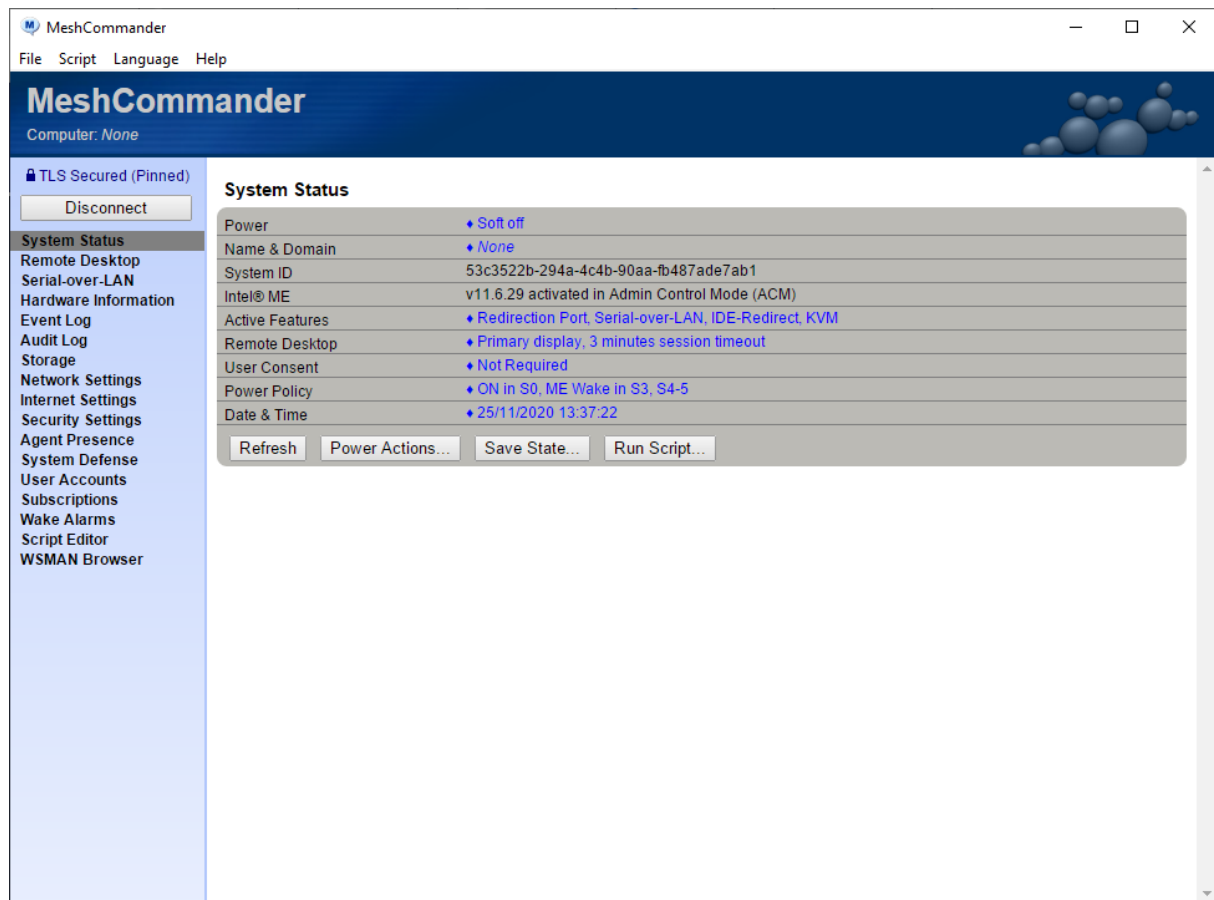 MeshCommander
File Script Language Help
MeshCommander
Computer: None
TLS Secured (Pinned)
Disconnect
System Status
Remote Desktop
Serial-over-LAN
Hardware Information
Event Log
Audit Log
Storage
Network Settings
Internet Settings
Security Settings
Agent Presence
System Defense
User Accounts
Subscriptions
Wake Alarms
Script Editor
WSMAN Browser
System Status
Power ♦ Soft off
Name & Domain ♦ None
System ID 53c3522b-294a-4c4b-90aa-fb487ade7ab1
Intel® ME v11.6.29 activated in Admin Control Mode (ACM)
Active Features ♦ Redirection Port, Serial-over-LAN, IDE-Redirect, KVM
Remote Desktop ♦ Primary display, 3 minutes session timeout
User Consent ♦ Not Required
Power Policy ♦ ON in S0, ME Wake in S3, S4-5
Date & Time ♦ 25/11/2020 13:37:22
Refresh Power Actions... Save State... Run Script...